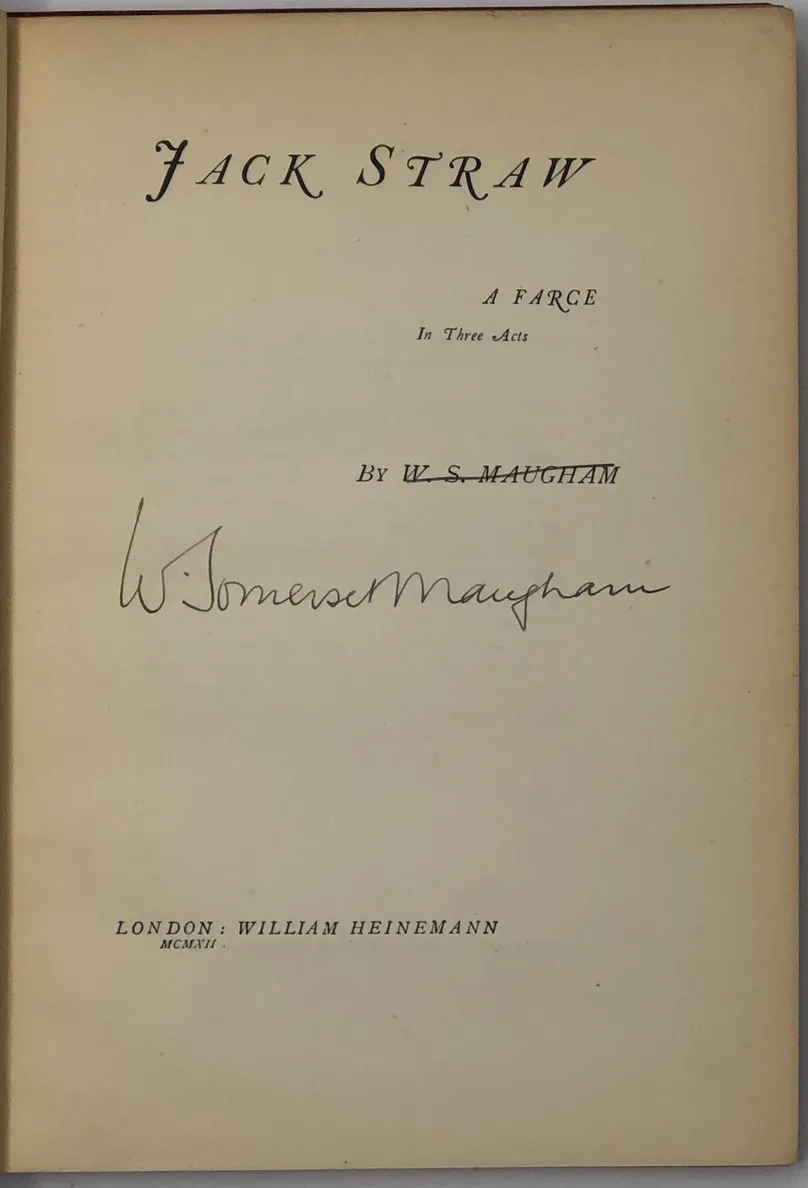 JACK STRAW
A FARCE
In Three Acts
BY W. S. MAUGHAM
W. Somerset Maugham
LONDON: WILLIAM HEINEMANN
MCMXII